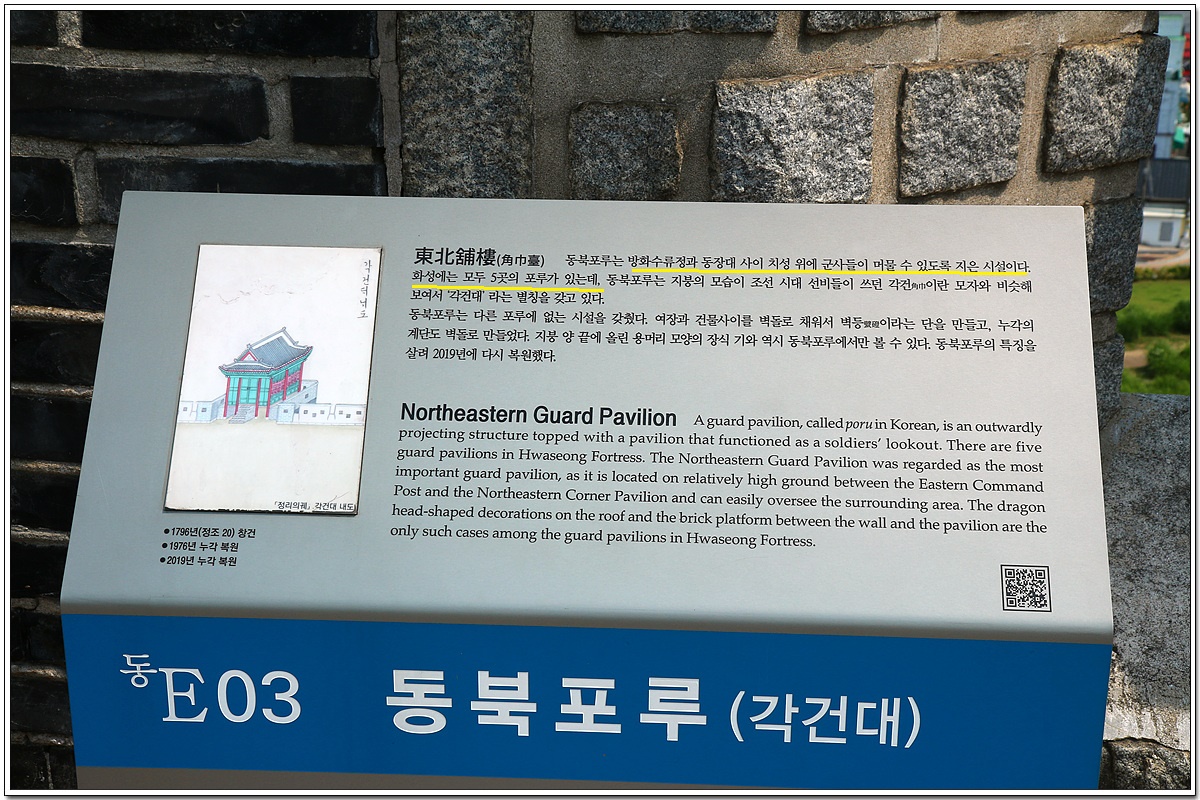 각건대내도
「정리의궤」 각건대 내도
●1796년(정조 20) 창건
●1976년 누각 복원
●2019년 누각 복원
東北舖樓(角巾臺) 동북포루는 방화수류정과 동장대 사이 치성 위에 군사들이 머물 수 있도록 지은 시설이다.
화성에는 모두 5곳의 포루가 있는데, 동북포루는 지붕의 모습이 조선 시대 선비들이 쓰던 각건角巾이란 모자와 비슷해
보여서 '각건대' 라는 별칭을 갖고 있다.
동북포루는 다른 포루에 없는 시설을 갖췄다. 여장과 건물사이를 벽돌로 채워서 벽등甓磴이라는 단을 만들고, 누각의
계단도 벽돌로 만들었다. 지붕 양 끝에 올린 용머리 모양의 장식 기와 역시 동북포루에서만 볼 수 있다. 동북포루의 특징을
살려 2019년에 다시 복원했다.
Northeastern Guard Pavilion A guard pavilion, called poru in Korean, is an outwardly
projecting structure topped with a pavilion that functioned as a soldiers' lookout. There are five
guard pavilions in Hwaseong Fortress. The Northeastern Guard Pavilion was regarded as the most
important guard pavilion, as it is located on relatively high ground between the Eastern Command
Post and the Northeastern Corner Pavilion and can easily oversee the surrounding area. The dragon
head-shaped decorations on the roof and the brick platform between the wall and the pavilion are the
only such cases among the guard pavilions in Hwaseong Fortress.
동E03 동북포루 (각건대)